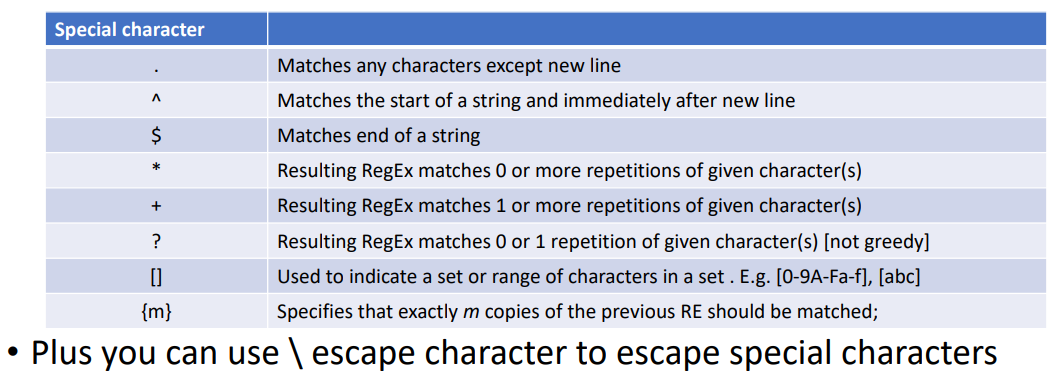 Special character
. Matches any characters except new line
^ Matches the start of a string and immediately after new line
$ Matches end of a string
* Resulting RegEx matches 0 or more repetitions of given character(s)
+ Resulting RegEx matches 1 or more repetitions of given character(s)
? Resulting RegEx matches 0 or 1 repetition of given character(s) [not greedy]
[] Used to indicate a set or range of characters in a set . E.g. [0-9A-Fa-f], [abc]
{m} Specifies that exactly m copies of the previous RE should be matched;
• Plus you can use \ escape character to escape special characters